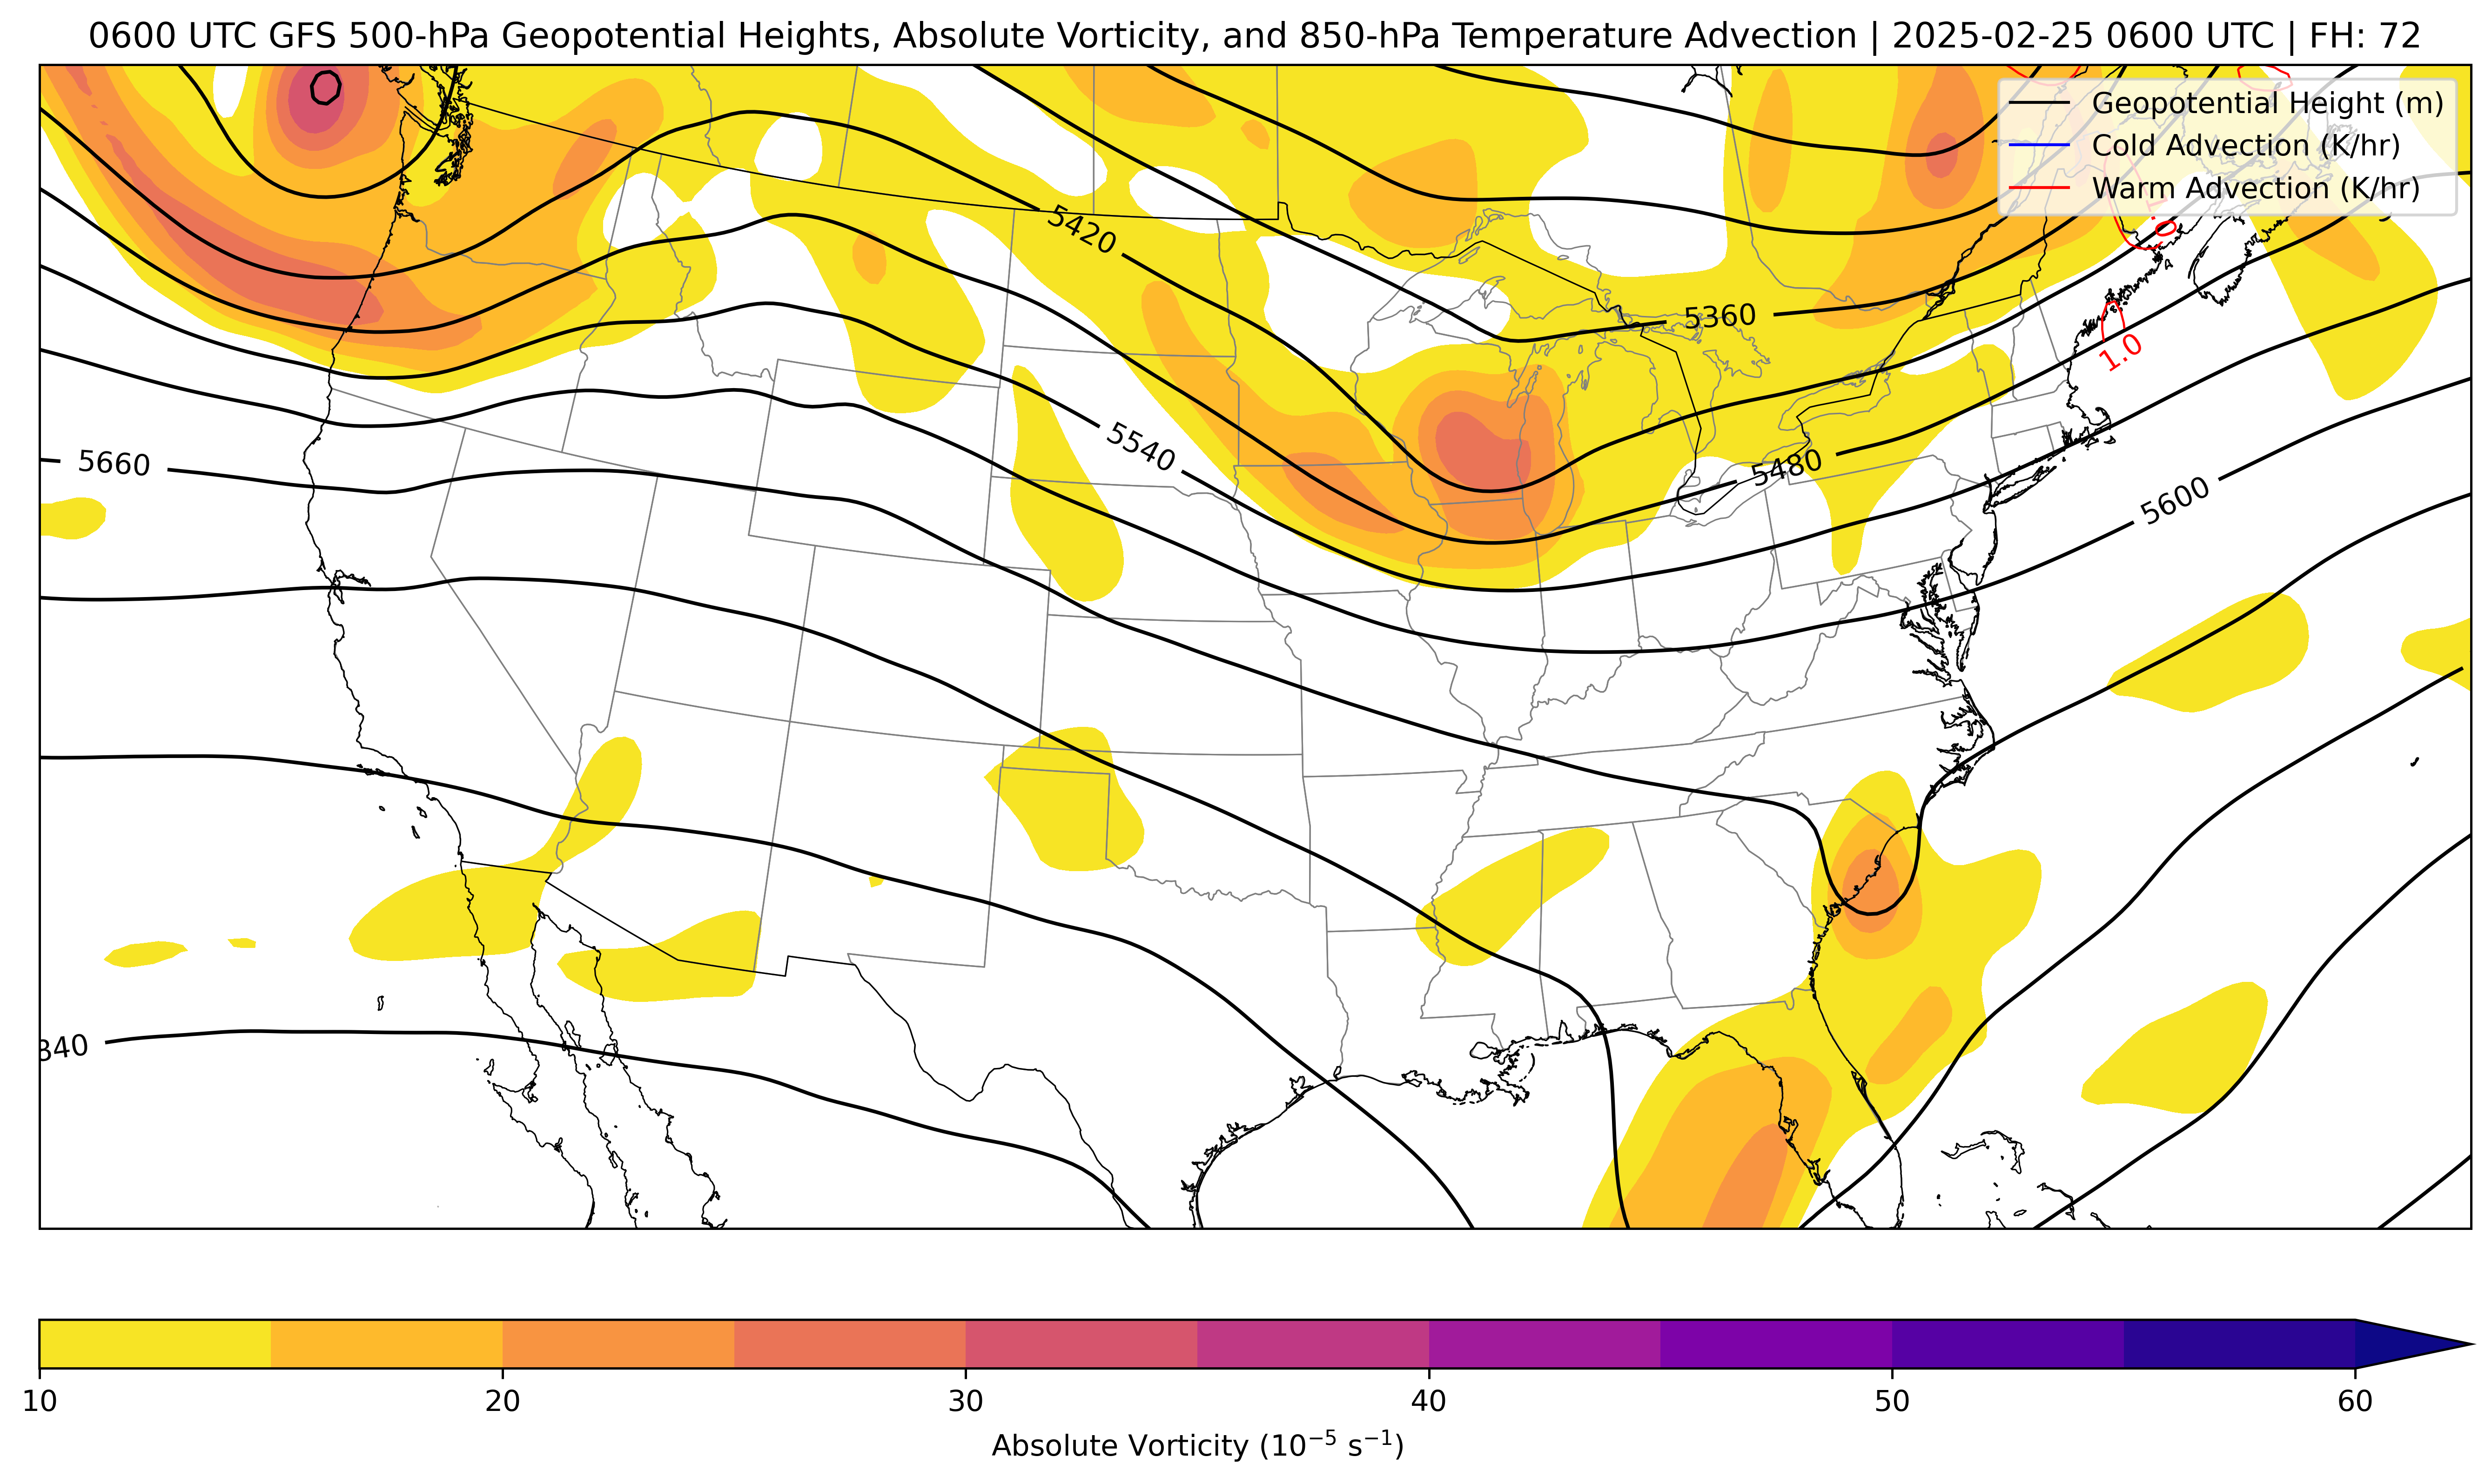 0600 UTC GFS 500-hPa Geopotential Heights, Absolute Vorticity, and 850-hPa Temperature Advection | 2025-02-25 0600 UTC | FH: 72
Geopotential Height (m)
Cold Advection (K/hr)
Warm Advection (K/hr)
1.0
5420
5360
1.0
5540
5660
5480
5600
840
10 20 30 40 50 60
Absolute Vorticity (10⁻⁵ s⁻¹)